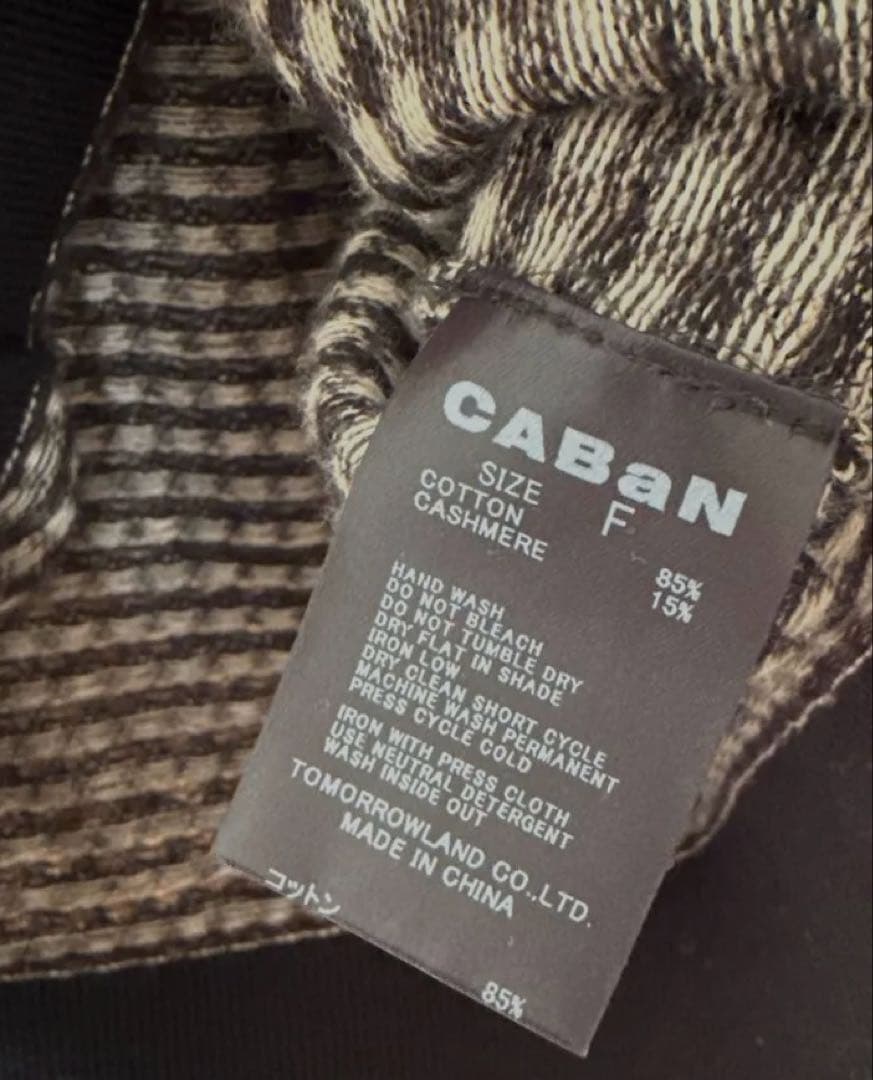 CABaN
SIZE F
COTTON 85%
CASHMERE 15%
HAND WASH
DO NOT BLEACH
DO NOT TUMBLE DRY
DRY FLAT IN SHADE
IRON LOW
DRY CLEAN SHORT CYCLE
MACHINE WASH PERMANENT
PRESS CYCLE COLD
IRON WITH PRESS CLOTH
USE NEUTRAL DETERGENT
WASH INSIDE OUT
TOMORROWLAND CO.,LTD.
MADE IN CHINA
コットン 85%